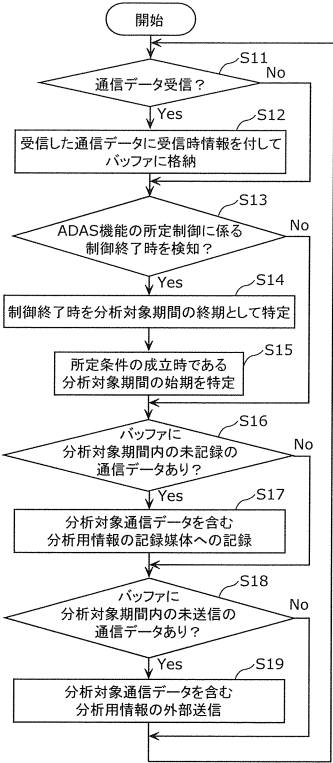 開始
S11
通信データ受信？
No
Yes
S12
受信した通信データに受信時情報を付して
バッファに格納
S13
ADAS機能の所定制御に係る
制御終了時を検知？
No
Yes
S14
制御終了時を分析対象期間の終期として特定
S15
所定条件の成立時である
分析対象期間の始期を特定
S16
バッファに
分析対象期間内の未記録の
通信データあり？
No
Yes
S17
分析対象通信データを含む
分析用情報の記録媒体への記録
S18
バッファに
分析対象期間内の未送信の
通信データあり？
No
Yes
S19
分析対象通信データを含む
分析用情報の外部送信